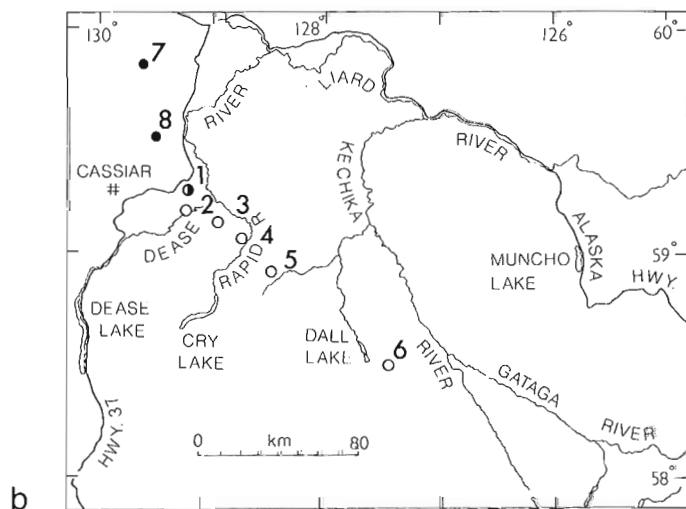 130°
128
126°
60°
7
8
LIARD
RIVER
RIVER
CASSIAR
#
1
KECHIKA
2
3
DEASE
RAPID R
4
59
5
ALASKA
HWY.
MUNCHO
LAKE
DEASE
LAKE
CRY
LAKE
DALL
LAKE
6
RIVER
GATAGA
RIVER
HWY. 37
0 km 80
58°
b